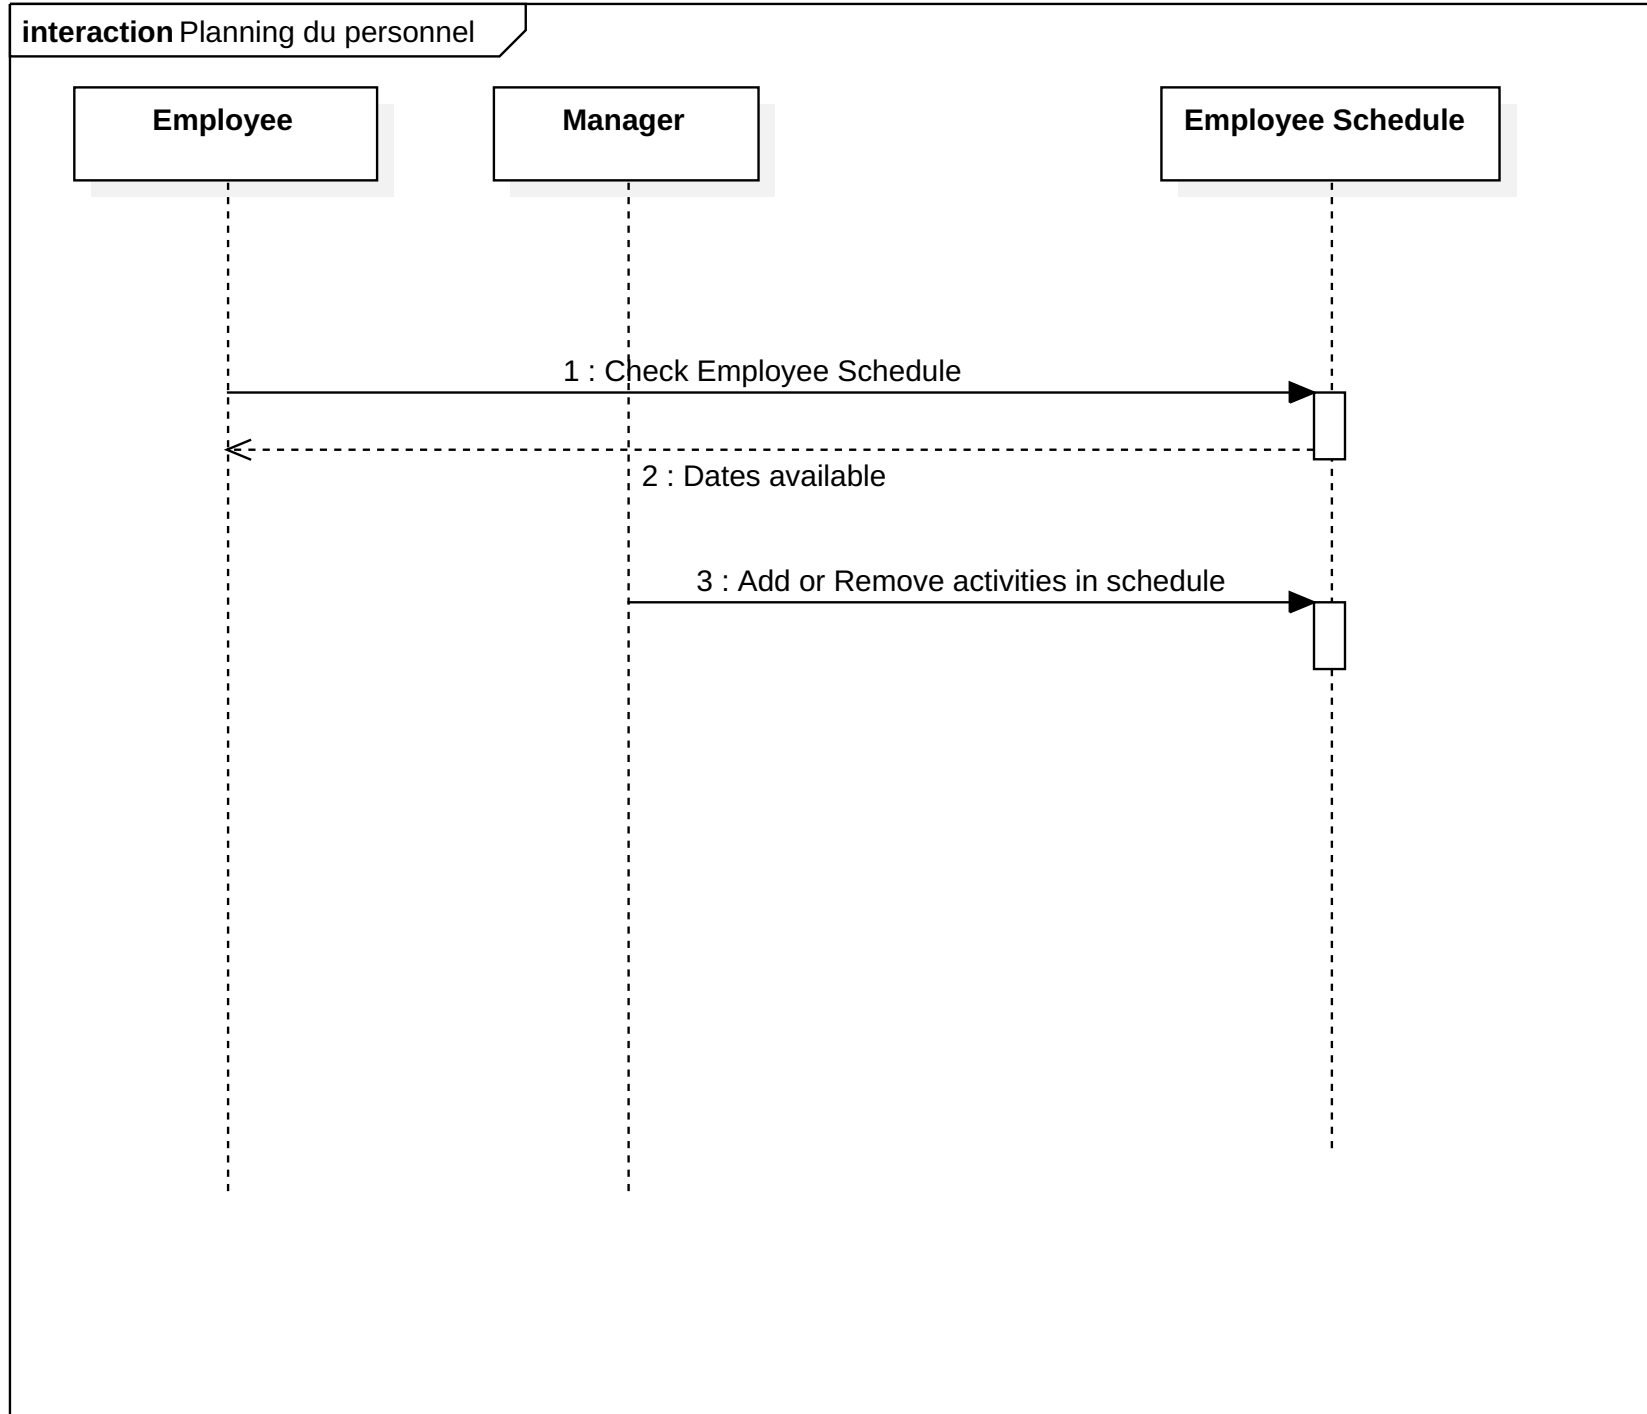 interaction Planning du personnel
Employee
Manager
Employee Schedule
1 : Check Employee Schedule
2 : Dates available
3 : Add or Remove activities in schedule